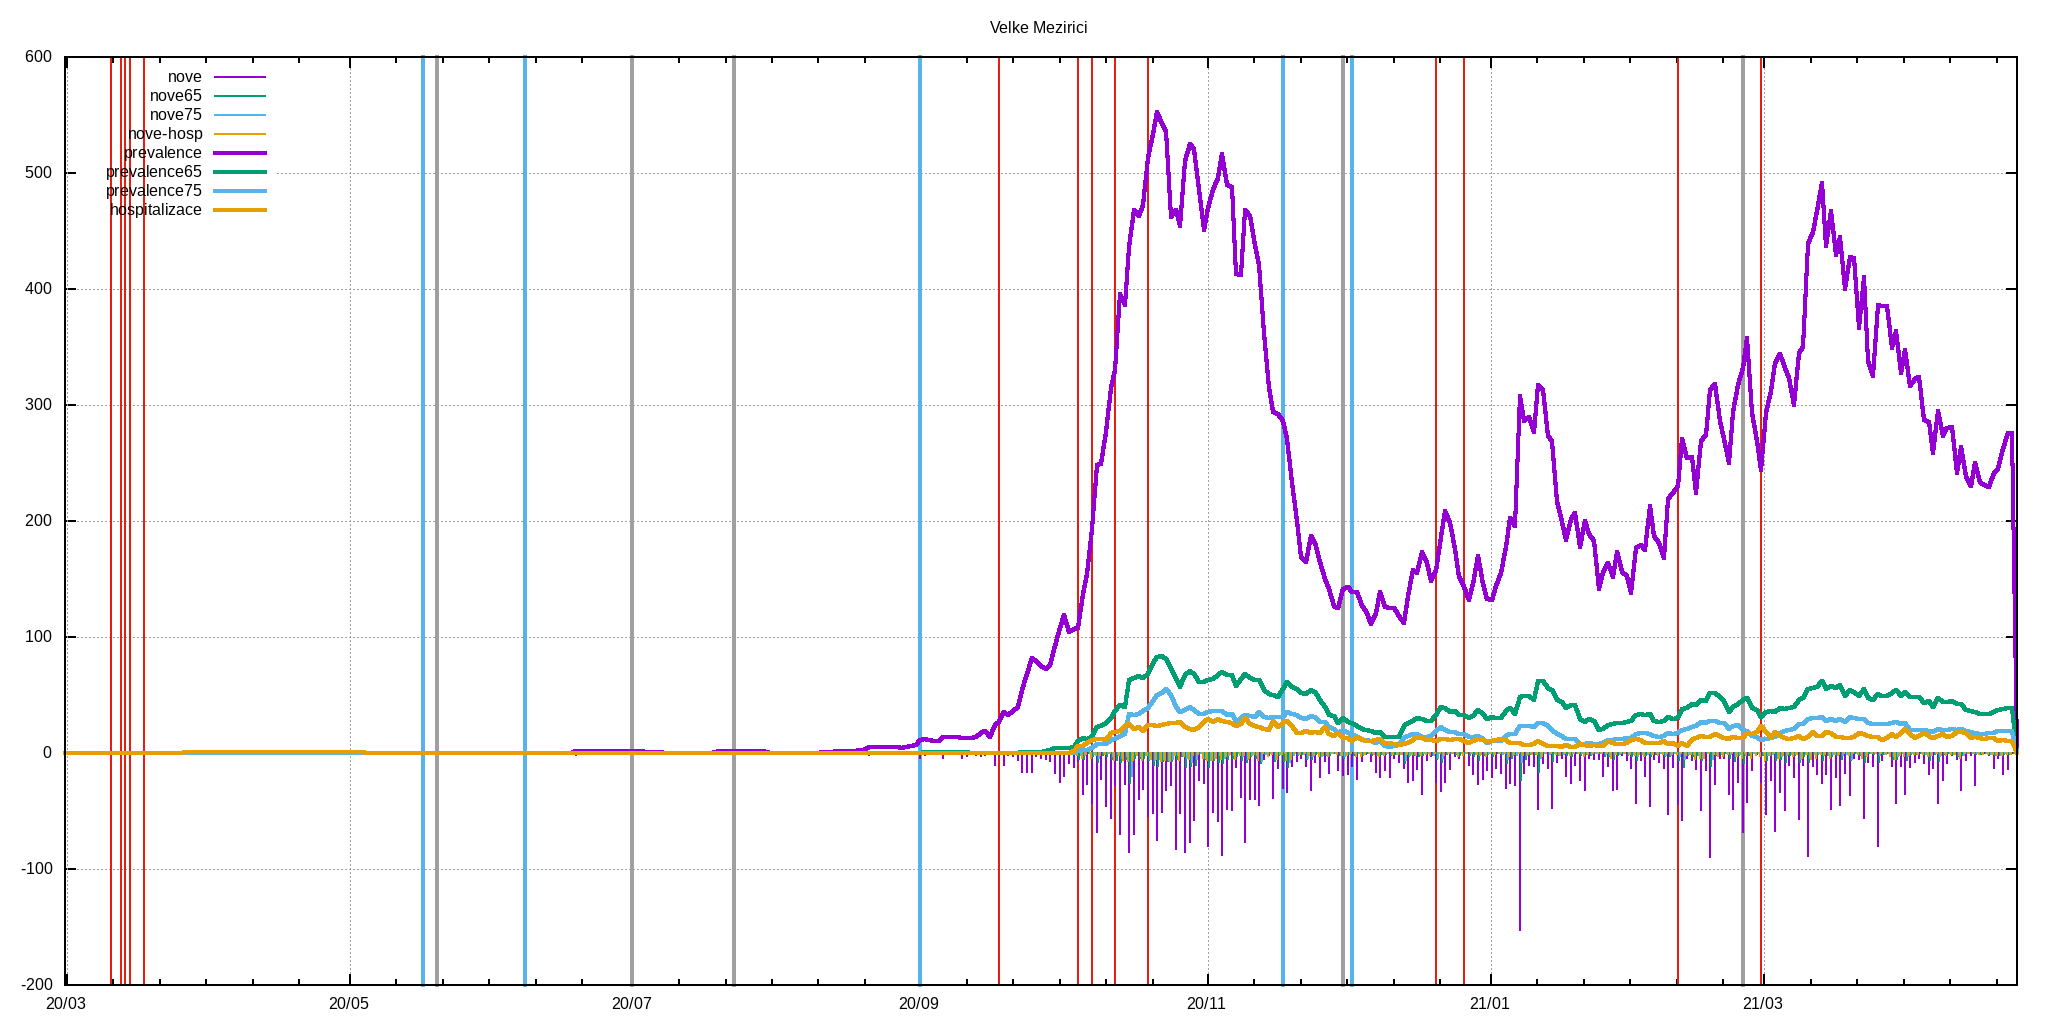 Velke Mezirici
600
500
400
300
200
100
0
-100
-200
nove
nove65
nove75
nove-hosp
prevalence
prevalence65
prevalence75
hospitalizace
20/03 20/05 20/07 20/09 20/11 21/01 21/03